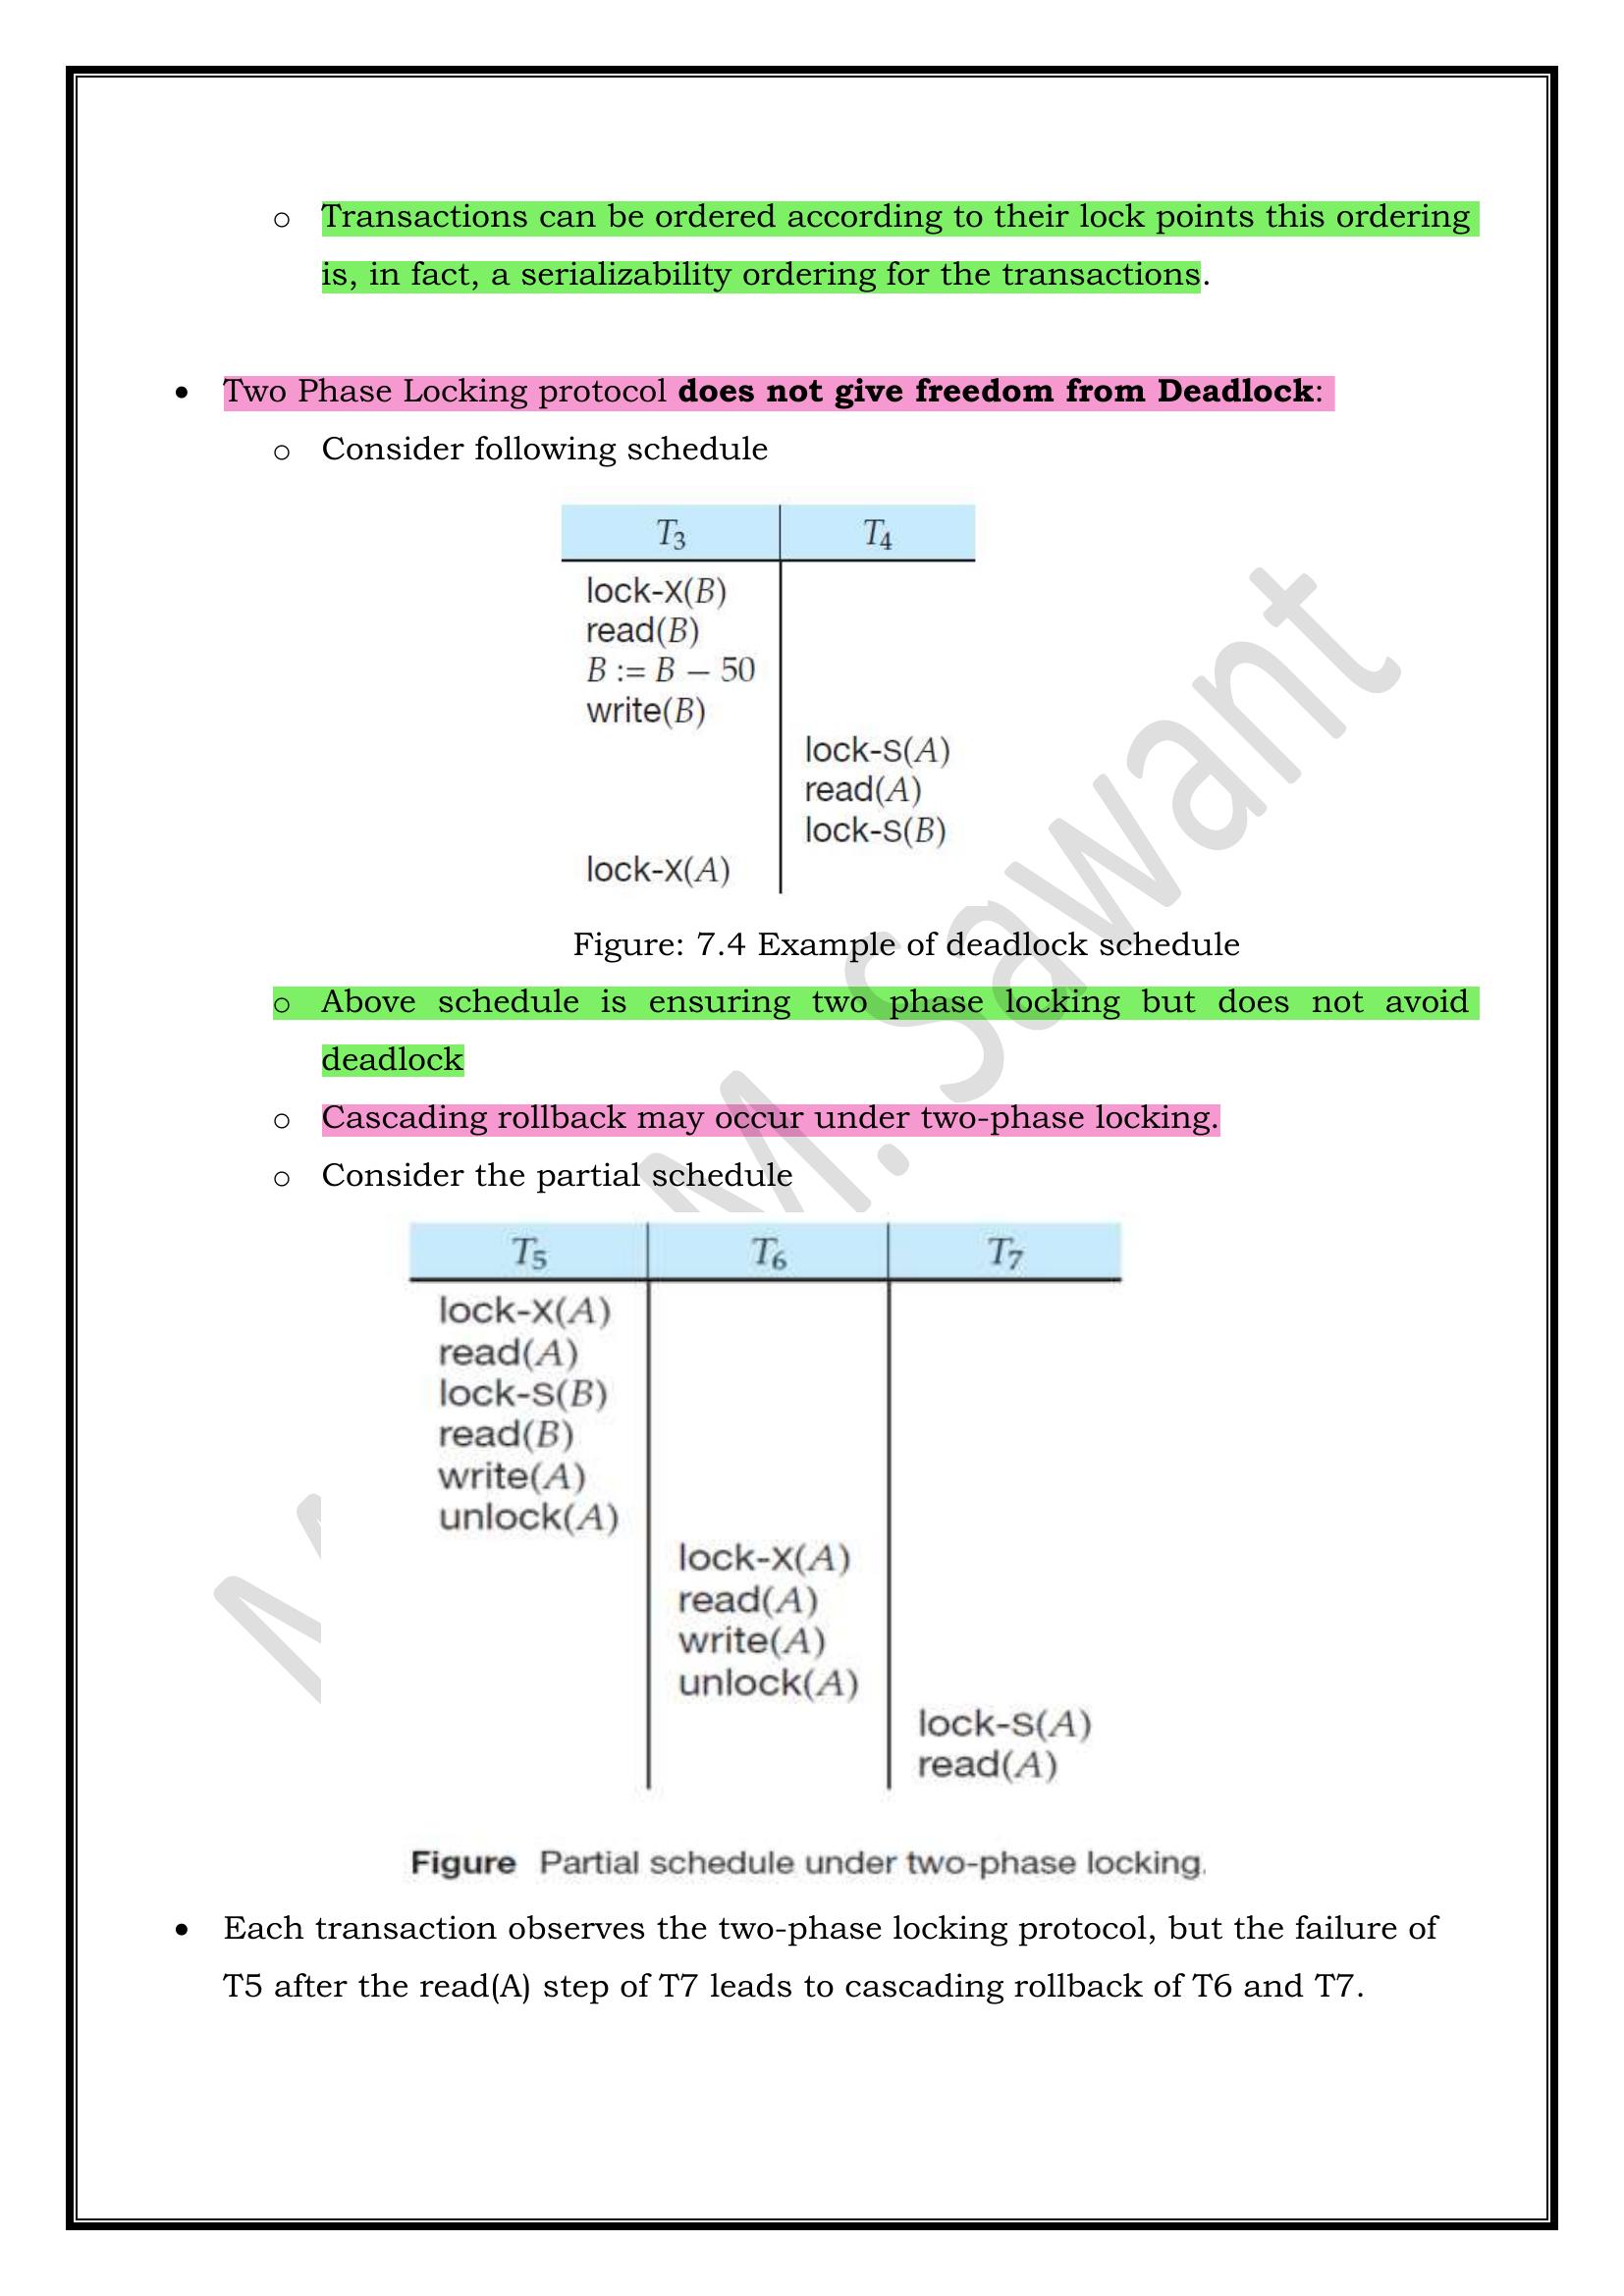 o Transactions can be ordered according to their lock points this ordering
is, in fact, a serializability ordering for the transactions.
• Two Phase Locking protocol does not give freedom from Deadlock:
o Consider following schedule
T3 T4
lock-X(B)
read(B)
B := B − 50
write(B)
lock-S(A)
read(A)
lock-S(B)
lock-X(A)
Figure: 7.4 Example of deadlock schedule
o Above schedule is ensuring two phase locking but does not avoid
deadlock
o Cascading rollback may occur under two-phase locking.
o Consider the partial schedule
T5 T6 T7
lock-X(A)
read(A)
lock-S(B)
read(B)
write(A)
unlock(A)
lock-X(A)
read(A)
write(A)
unlock(A)
lock-S(A)
read(A)
Figure Partial schedule under two-phase locking.
• Each transaction observes the two-phase locking protocol, but the failure of
T5 after the read(A) step of T7 leads to cascading rollback of T6 and T7.
M. Sawant